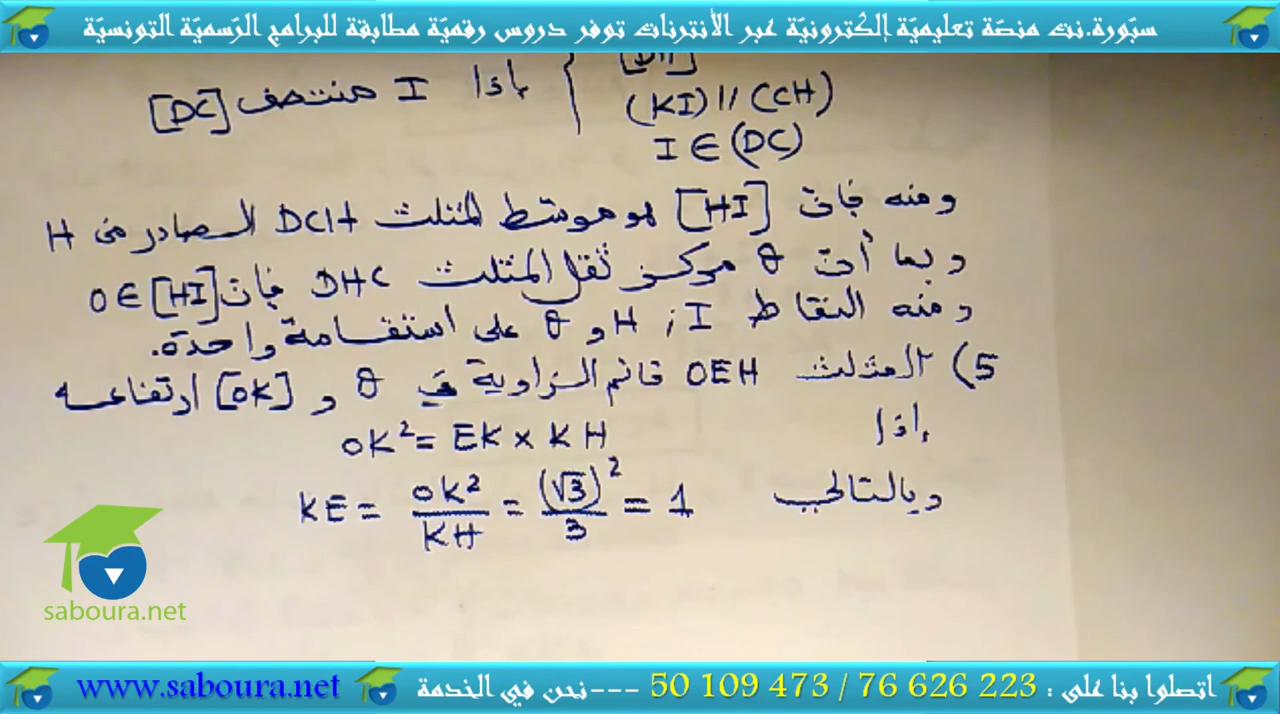 سبّورة.نت منصّة تعليميّة إلكترونيّة عبر الأنترنات توفر دروس رقميّة مطابقة للبرامج الرّسميّة التونسيّة
(KI) // (CH)
إذا I منتصف [DC]
I ∈ (DC)
ومنه فإن [HI] هو موسط المثلث DCH الصادر من H
وبما أن O مركز ثقل المثلث DHC فإن O ∈ [HI]
ومنه النقاط I ; H و O على استقامة واحدة.
5) المثلث OEH قائم الزاوية في O و [OK] ارتفاعه
إذا OK² = EK × KH
وبالتالي KE = OK²/KH = (√3)²/3 = 1
saboura.net
اتصلوا بنا على : 50 109 473 / 76 626 223 ---نحن في الخدمة www.saboura.net